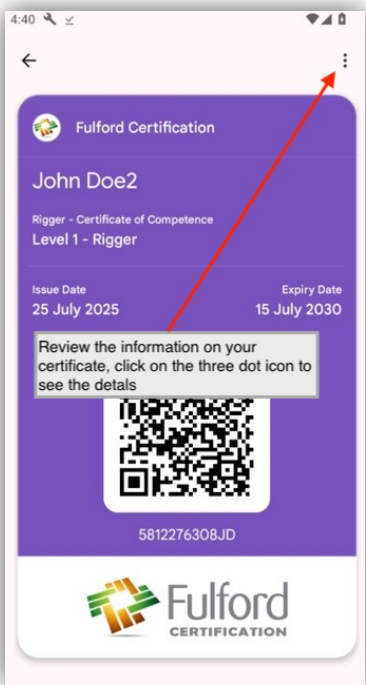 4:40
Fulford Certification
John Doe2
Rigger - Certificate of Competence
Level 1 - Rigger
Issue Date Expiry Date
25 July 2025 15 July 2030
Review the information on your
certificate, click on the three dot icon to
see the detals
5812276308JD
Fulford
CERTIFICATION